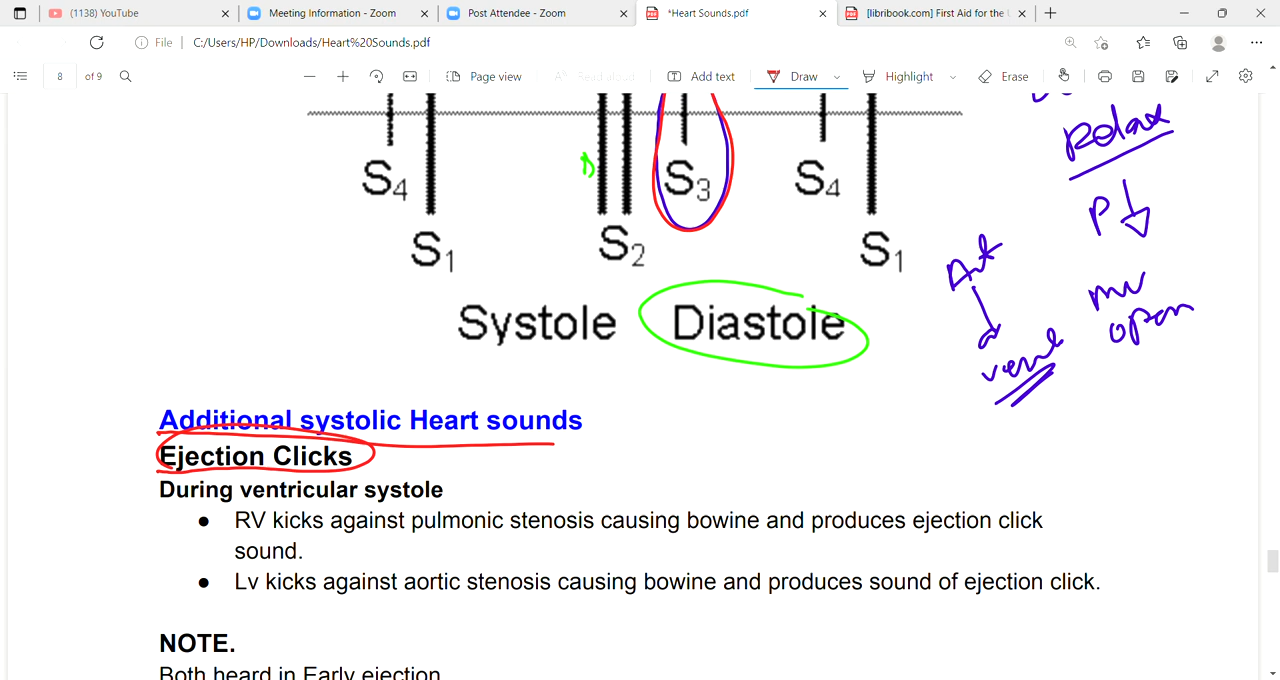 (1138) YouTube
Meeting Information - Zoom
Post Attendee - Zoom
*Heart Sounds.pdf
[libribook.com] First Aid for the
File C:/Users/HP/Downloads/Heart%20Sounds.pdf
8 of 9
Page view
Read aloud
Add text
Draw
Highlight
Erase
Relax
P
mv
open
S4 S3 S4
S1 S2 S1
Systole Diastole
Additional systolic Heart sounds
Ejection Clicks
During ventricular systole
● RV kicks against pulmonic stenosis causing bowine and produces ejection click
sound.
● Lv kicks against aortic stenosis causing bowine and produces sound of ejection click.
NOTE.
Both heard in Early ejection